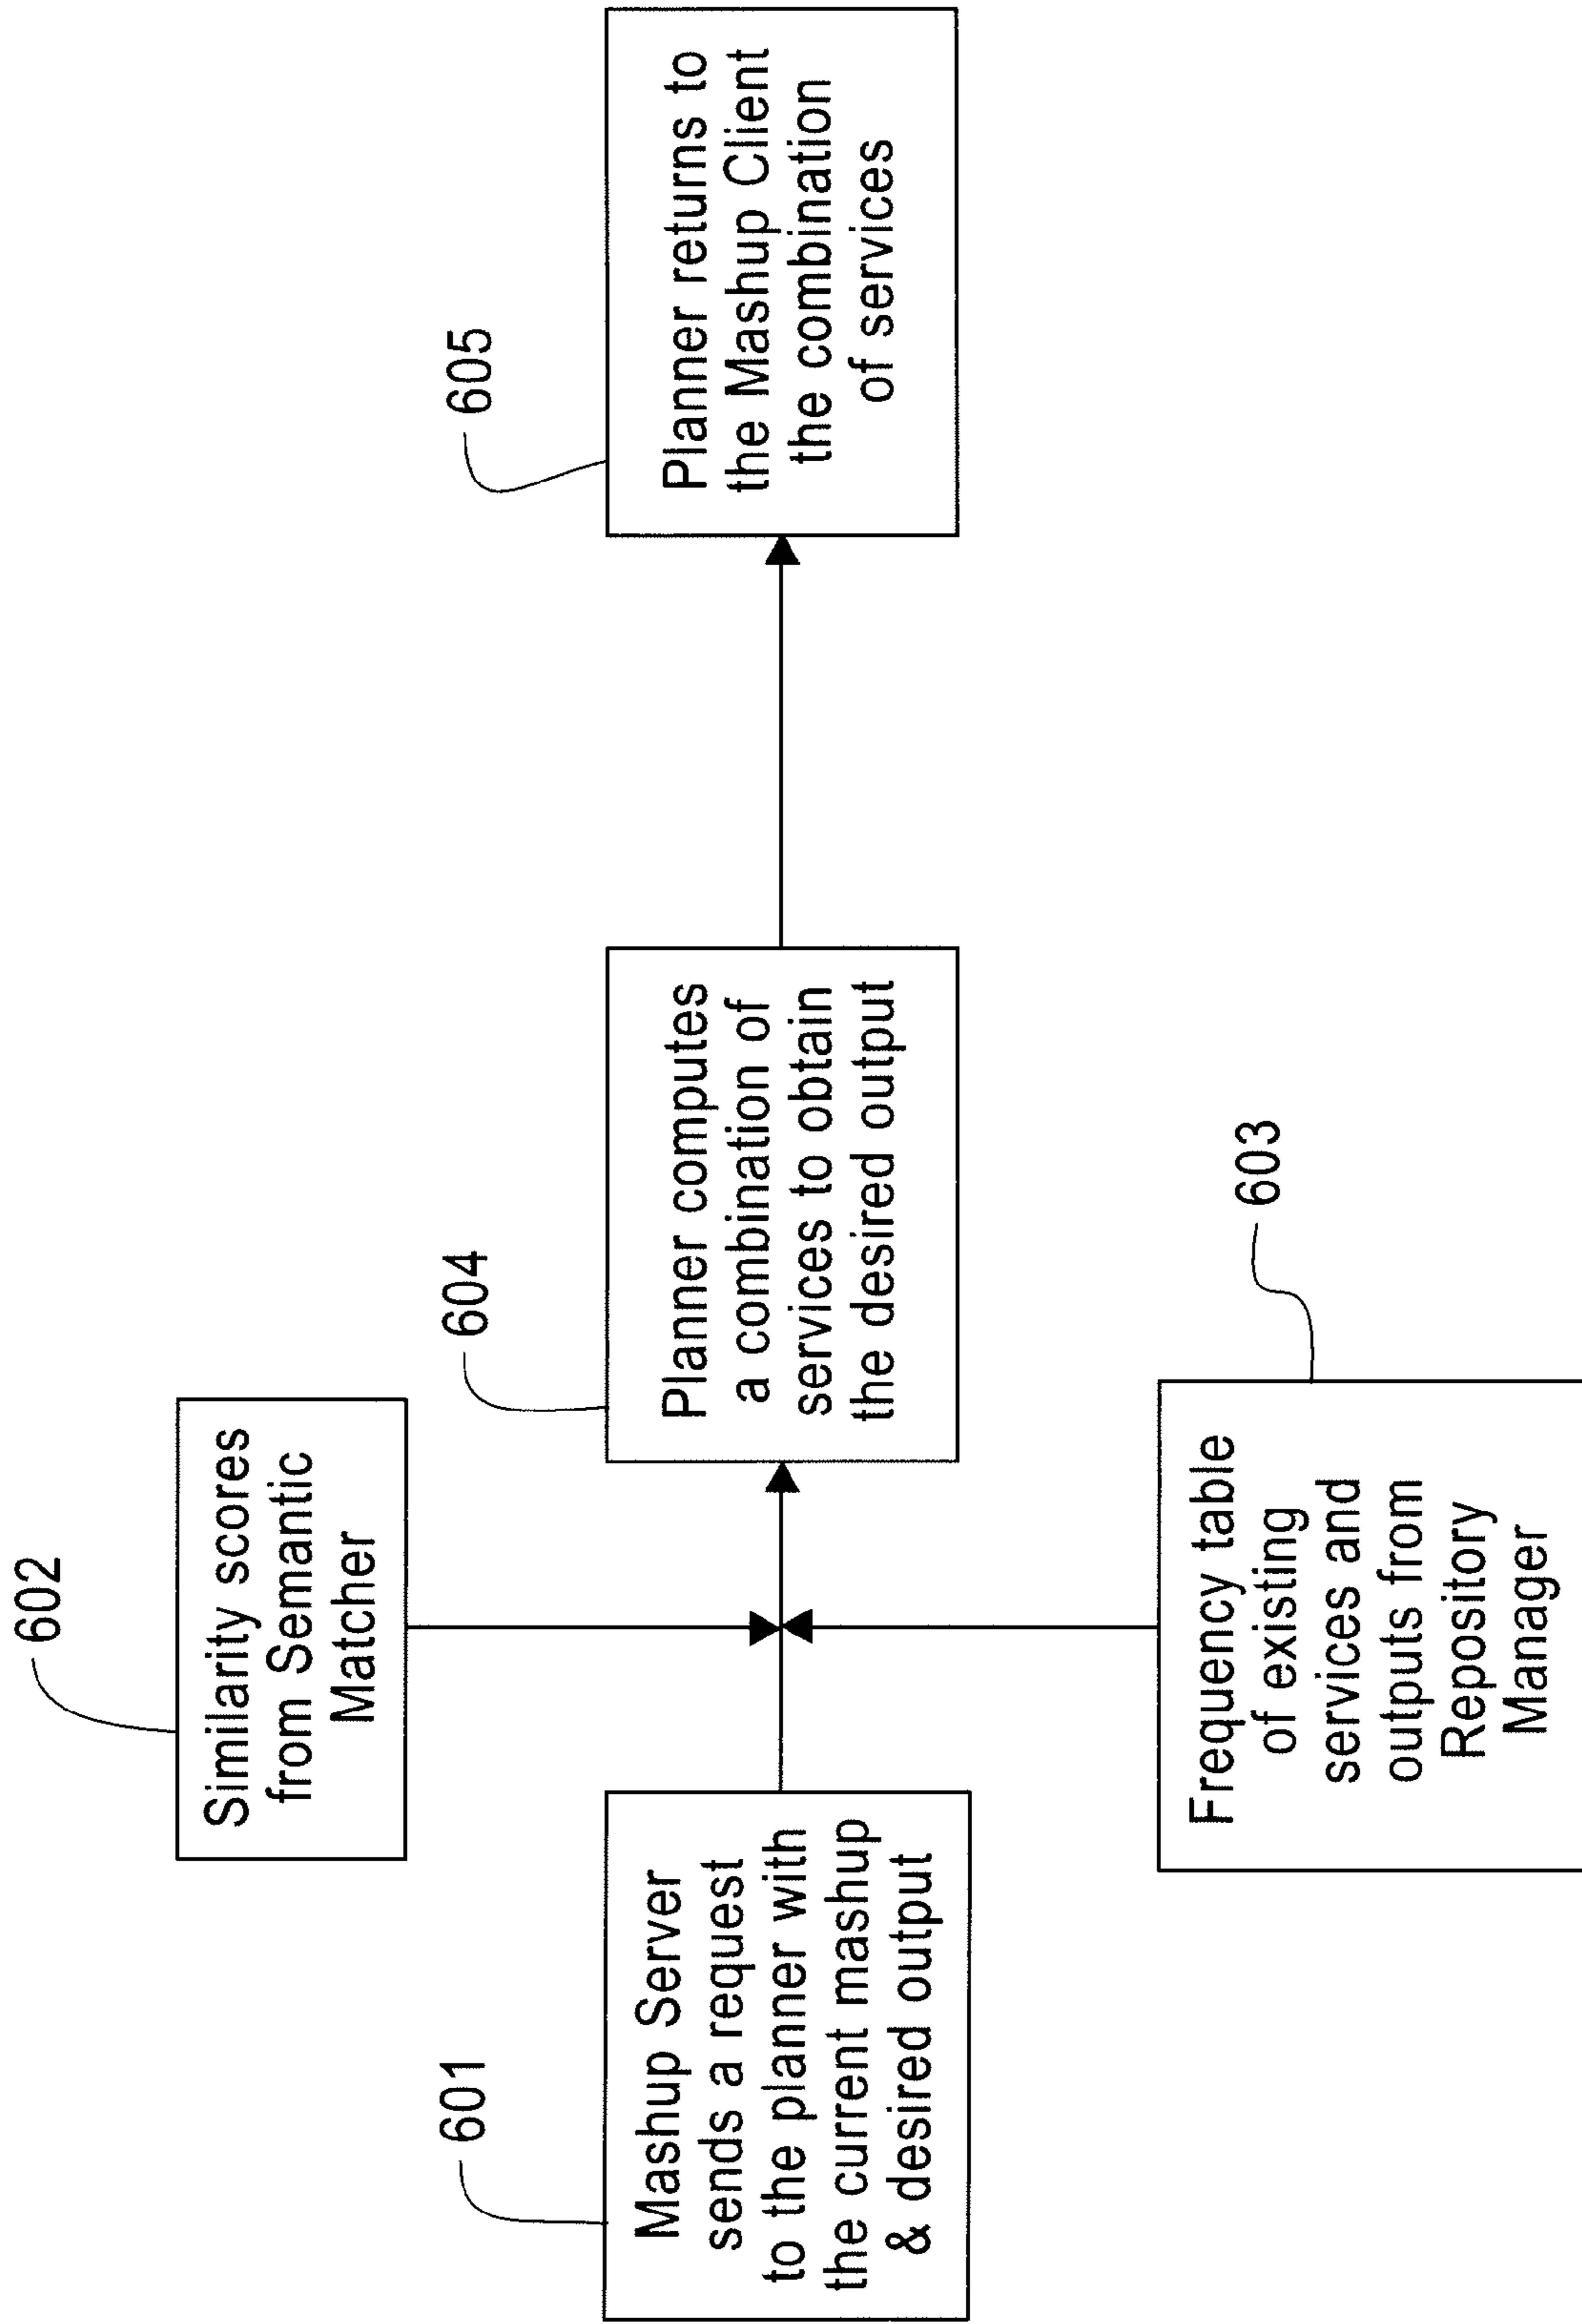 601
Mashup Server
sends a request
to the planner with
the current mashup
& desired output
602
Similarity scores
from Semantic
Matcher
603
Frequency table
of existing
services and
outputs from
Repository
Manager
604
Planner computes
a combination of
services to obtain
the desired output
605
Planner returns to
the Mashup Client
the combination
of services